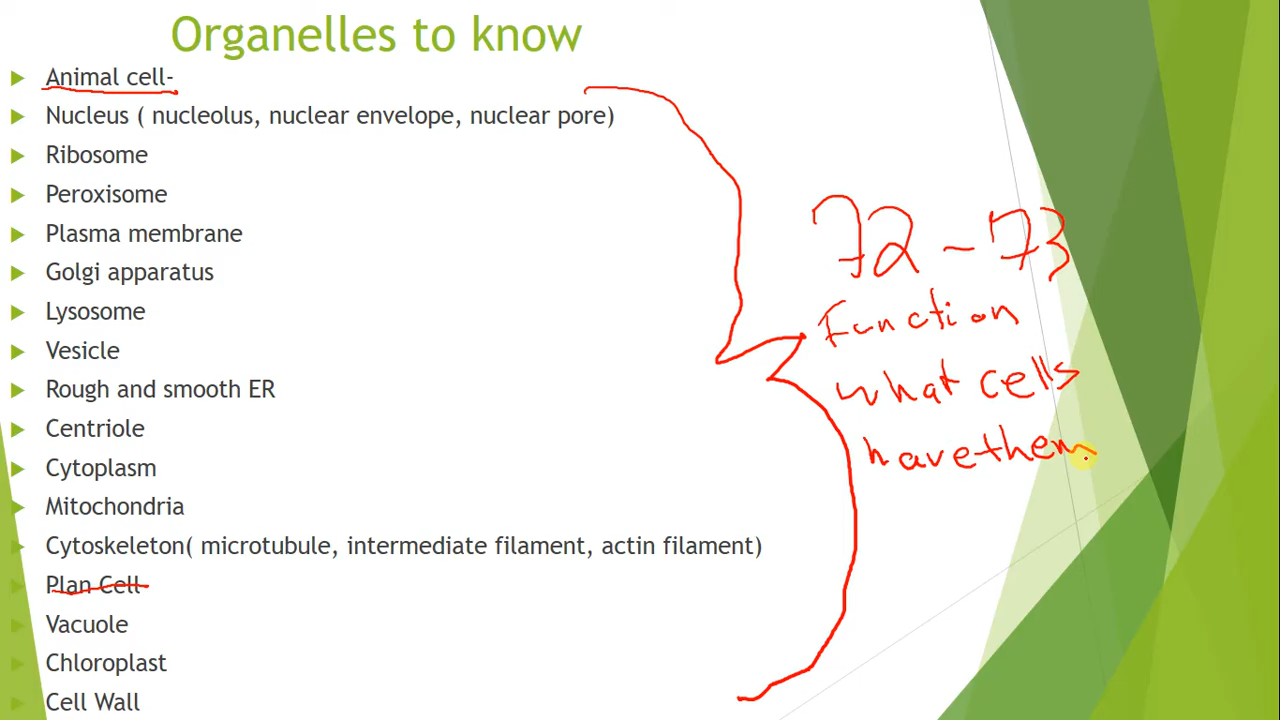 Organelles to know
Animal cell-
Nucleus ( nucleolus, nuclear envelope, nuclear pore)
Ribosome
Peroxisome
Plasma membrane
Golgi apparatus
Lysosome
Vesicle
Rough and smooth ER
Centriole
Cytoplasm
Mitochondria
Cytoskeleton( microtubule, intermediate filament, actin filament)
Plan Cell-
Vacuole
Chloroplast
Cell Wall
72-73
Function
what cells
have them